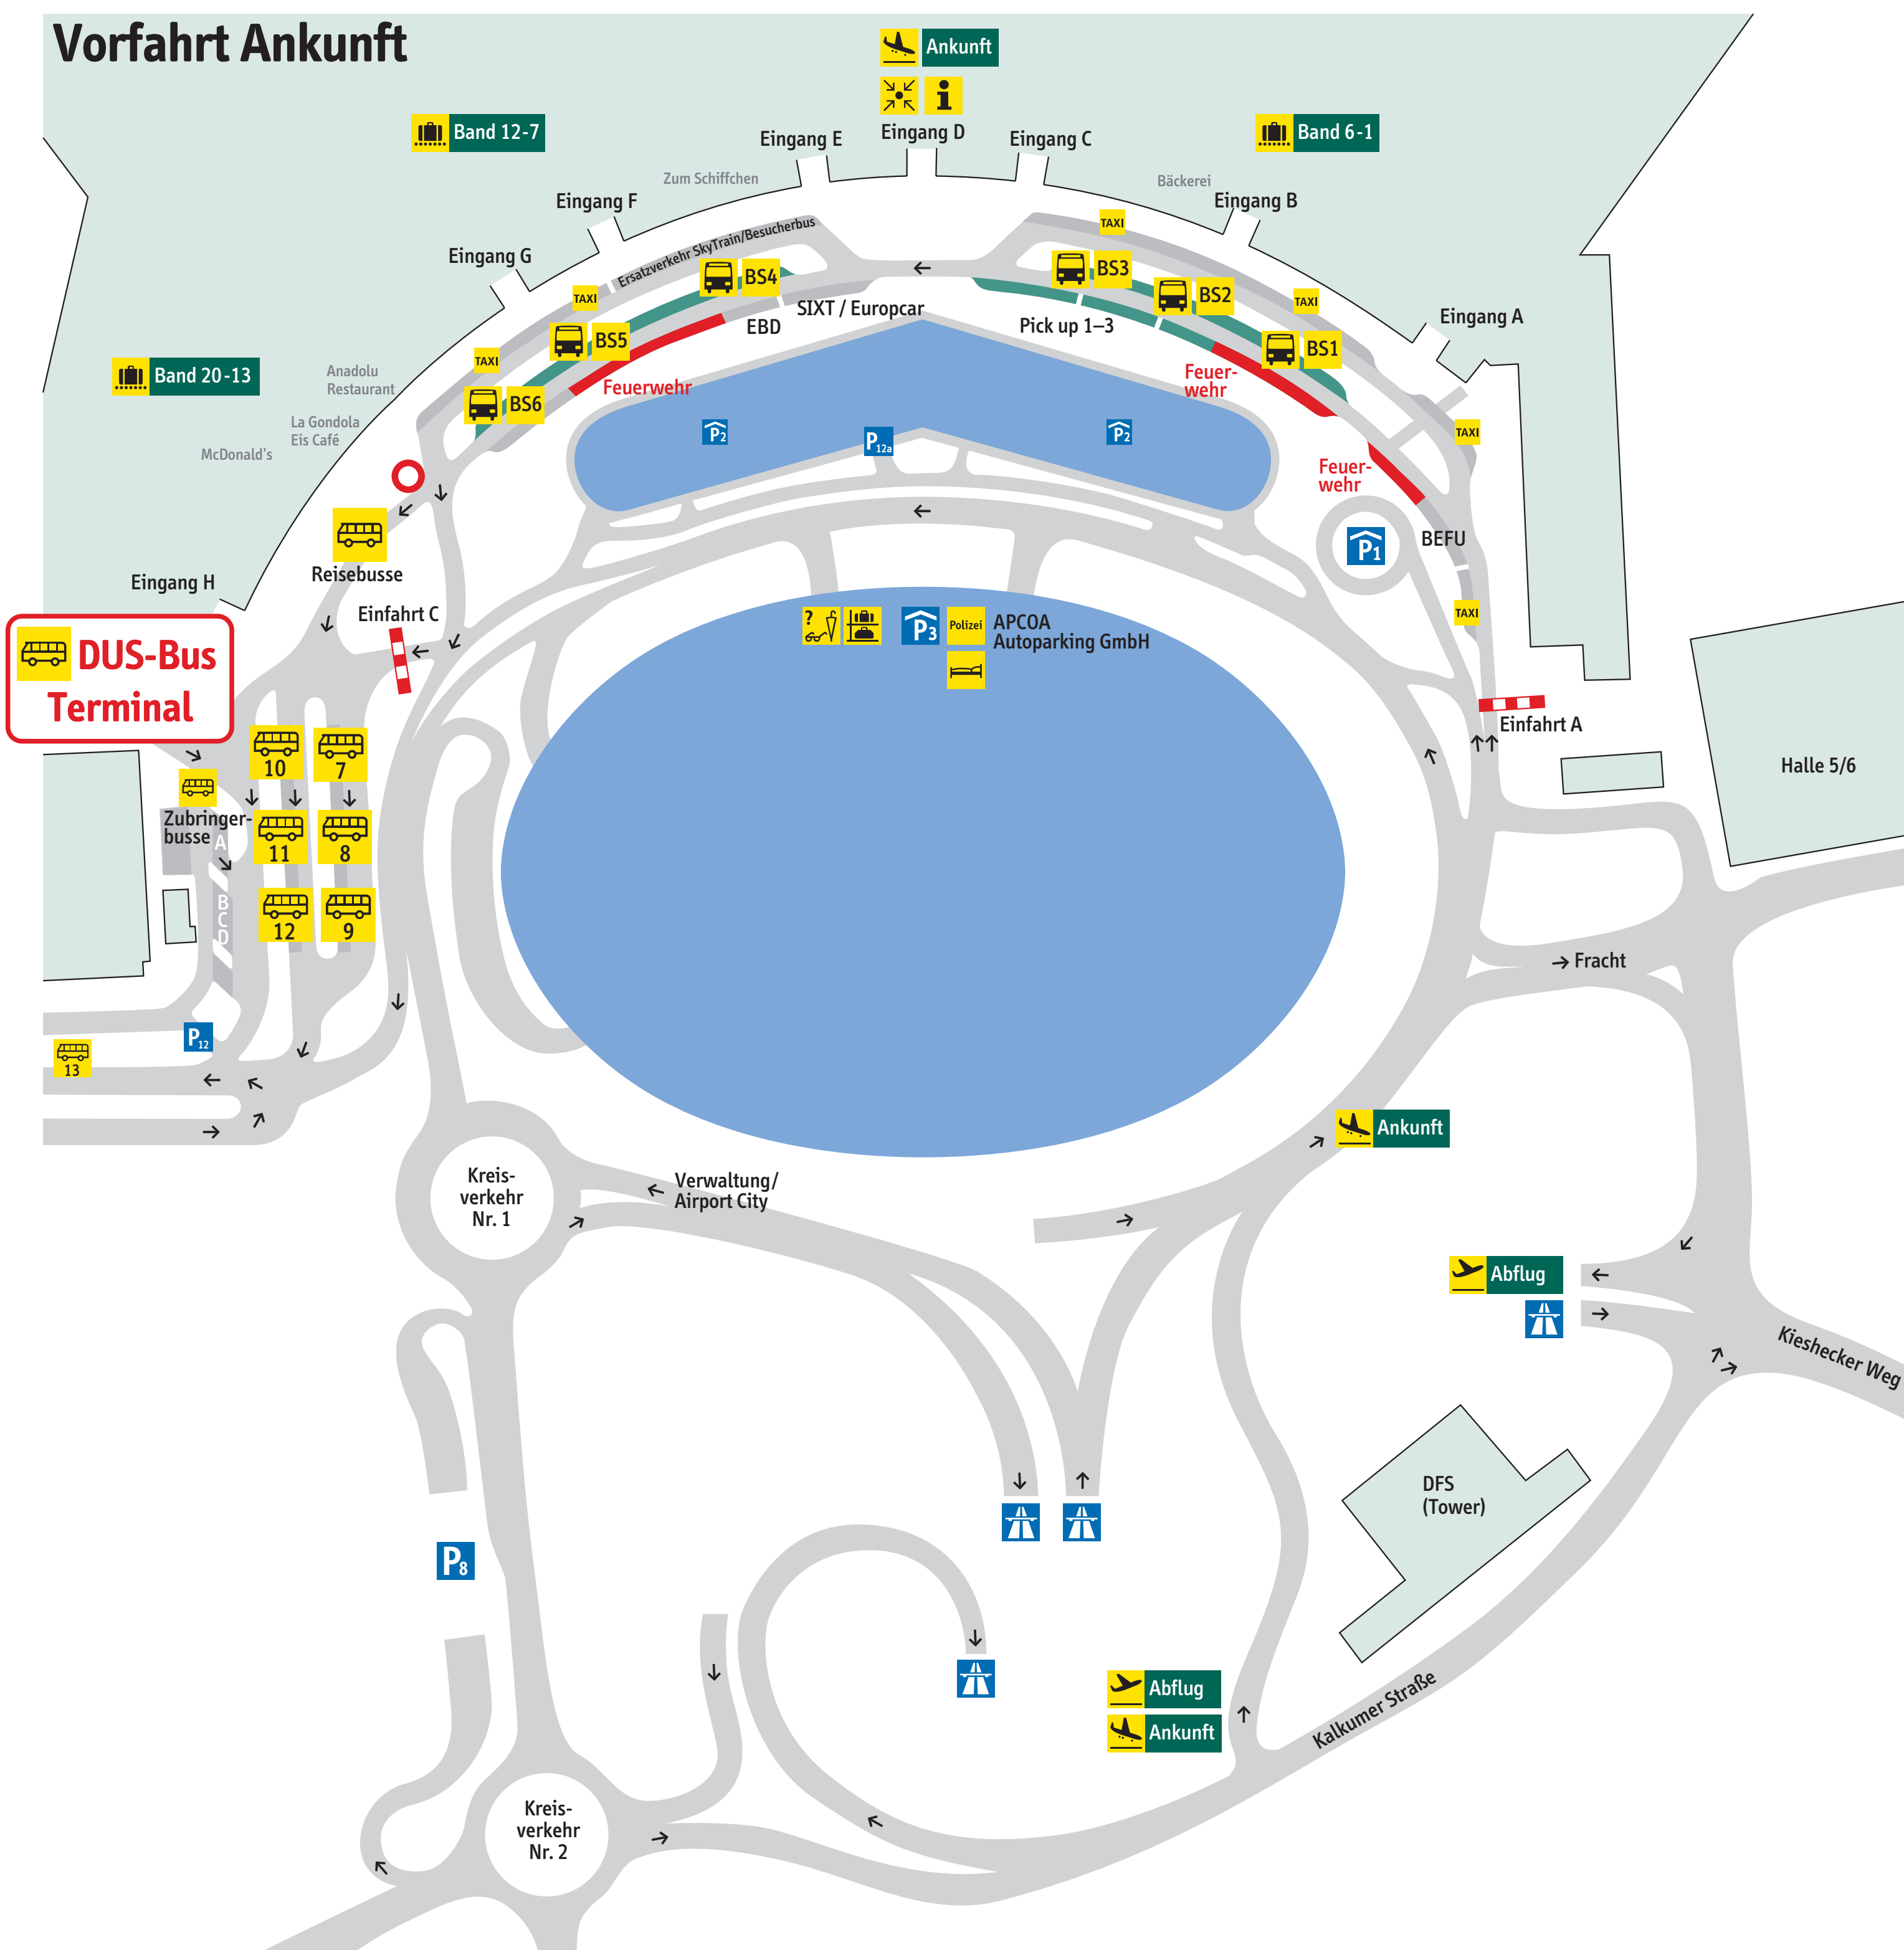 Vorfahrt Ankunft
Ankunft
Band 12-7
Eingang E
Eingang D
Eingang C
Band 6-1
Zum Schiffchen
Bäckerei
Eingang F
Eingang B
TAXI
Ersatzverkehr SkyTrain/Besucherbus
Eingang G
BS4
BS3
TAXI
BS2
TAXI
SIXT / Europcar
EBD
Pick up 1–3
Eingang A
BS5
BS1
TAXI
Band 20-13
Anadolu
Restaurant
Feuerwehr
Feuer-
wehr
BS6
La Gondola
Eis Café
McDonald's
P2
P12a
P2
TAXI
Feuer-
wehr
P1
BEFU
Reisebusse
Eingang H
Einfahrt C
TAXI
?
P3
Polizei
APCOA
Autoparking GmbH
DUS-Bus
Terminal
Einfahrt A
10
7
Halle 5/6
Zubringer-
busse
A
11
8
B
C
D
12
9
Fracht
P12
13
Ankunft
Kreis-
verkehr
Nr. 1
Verwaltung/
Airport City
Abflug
Kieshecker Weg
DFS
(Tower)
P8
Abflug
Ankunft
Kalkumer Straße
Kreis-
verkehr
Nr. 2